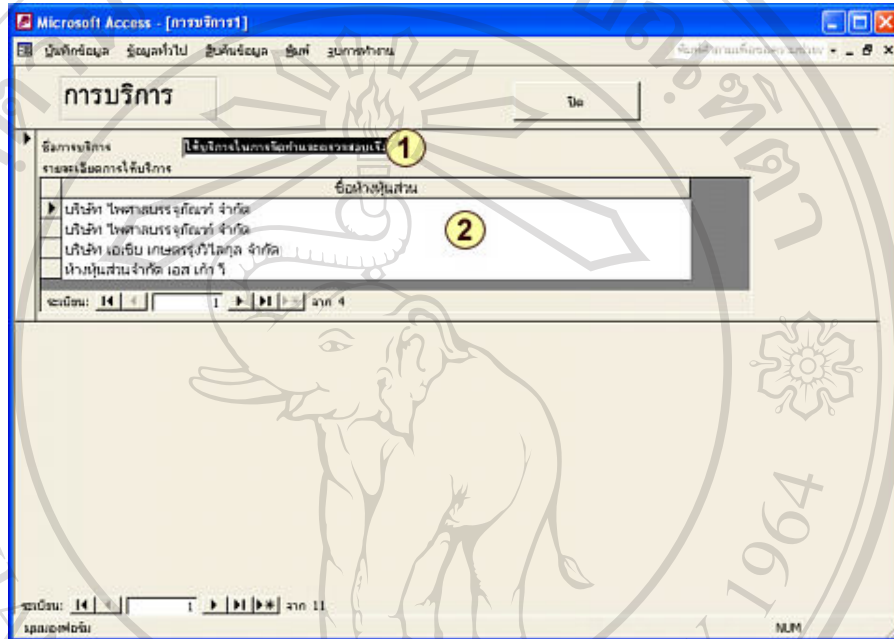 Microsoft Access - [การบริการ1]
บันทึกข้อมูล ข้อมูลทั่วไป สืบค้นข้อมูล พิมพ์ จบการทำงาน
การบริการ
ปิด
ชื่อการบริการ ให้บริการในการจัดทำและตรวจสอบ
1
รายละเอียดการให้บริการ
ชื่อห้างหุ้นส่วน
บริษัท ไพศาลบรรจุภัณฑ์ จำกัด
บริษัท ไพศาลบรรจุภัณฑ์ จำกัด
2
บริษัท เอเซีย เกษตรรุ่งวิไลกุล จำกัด
ห้างหุ้นส่วนจำกัด เอส เก้า วี
ระเบียน: 1 จาก 4
1964
ระเบียน: 1 จาก 11
มุมมองฟอร์ม NUM